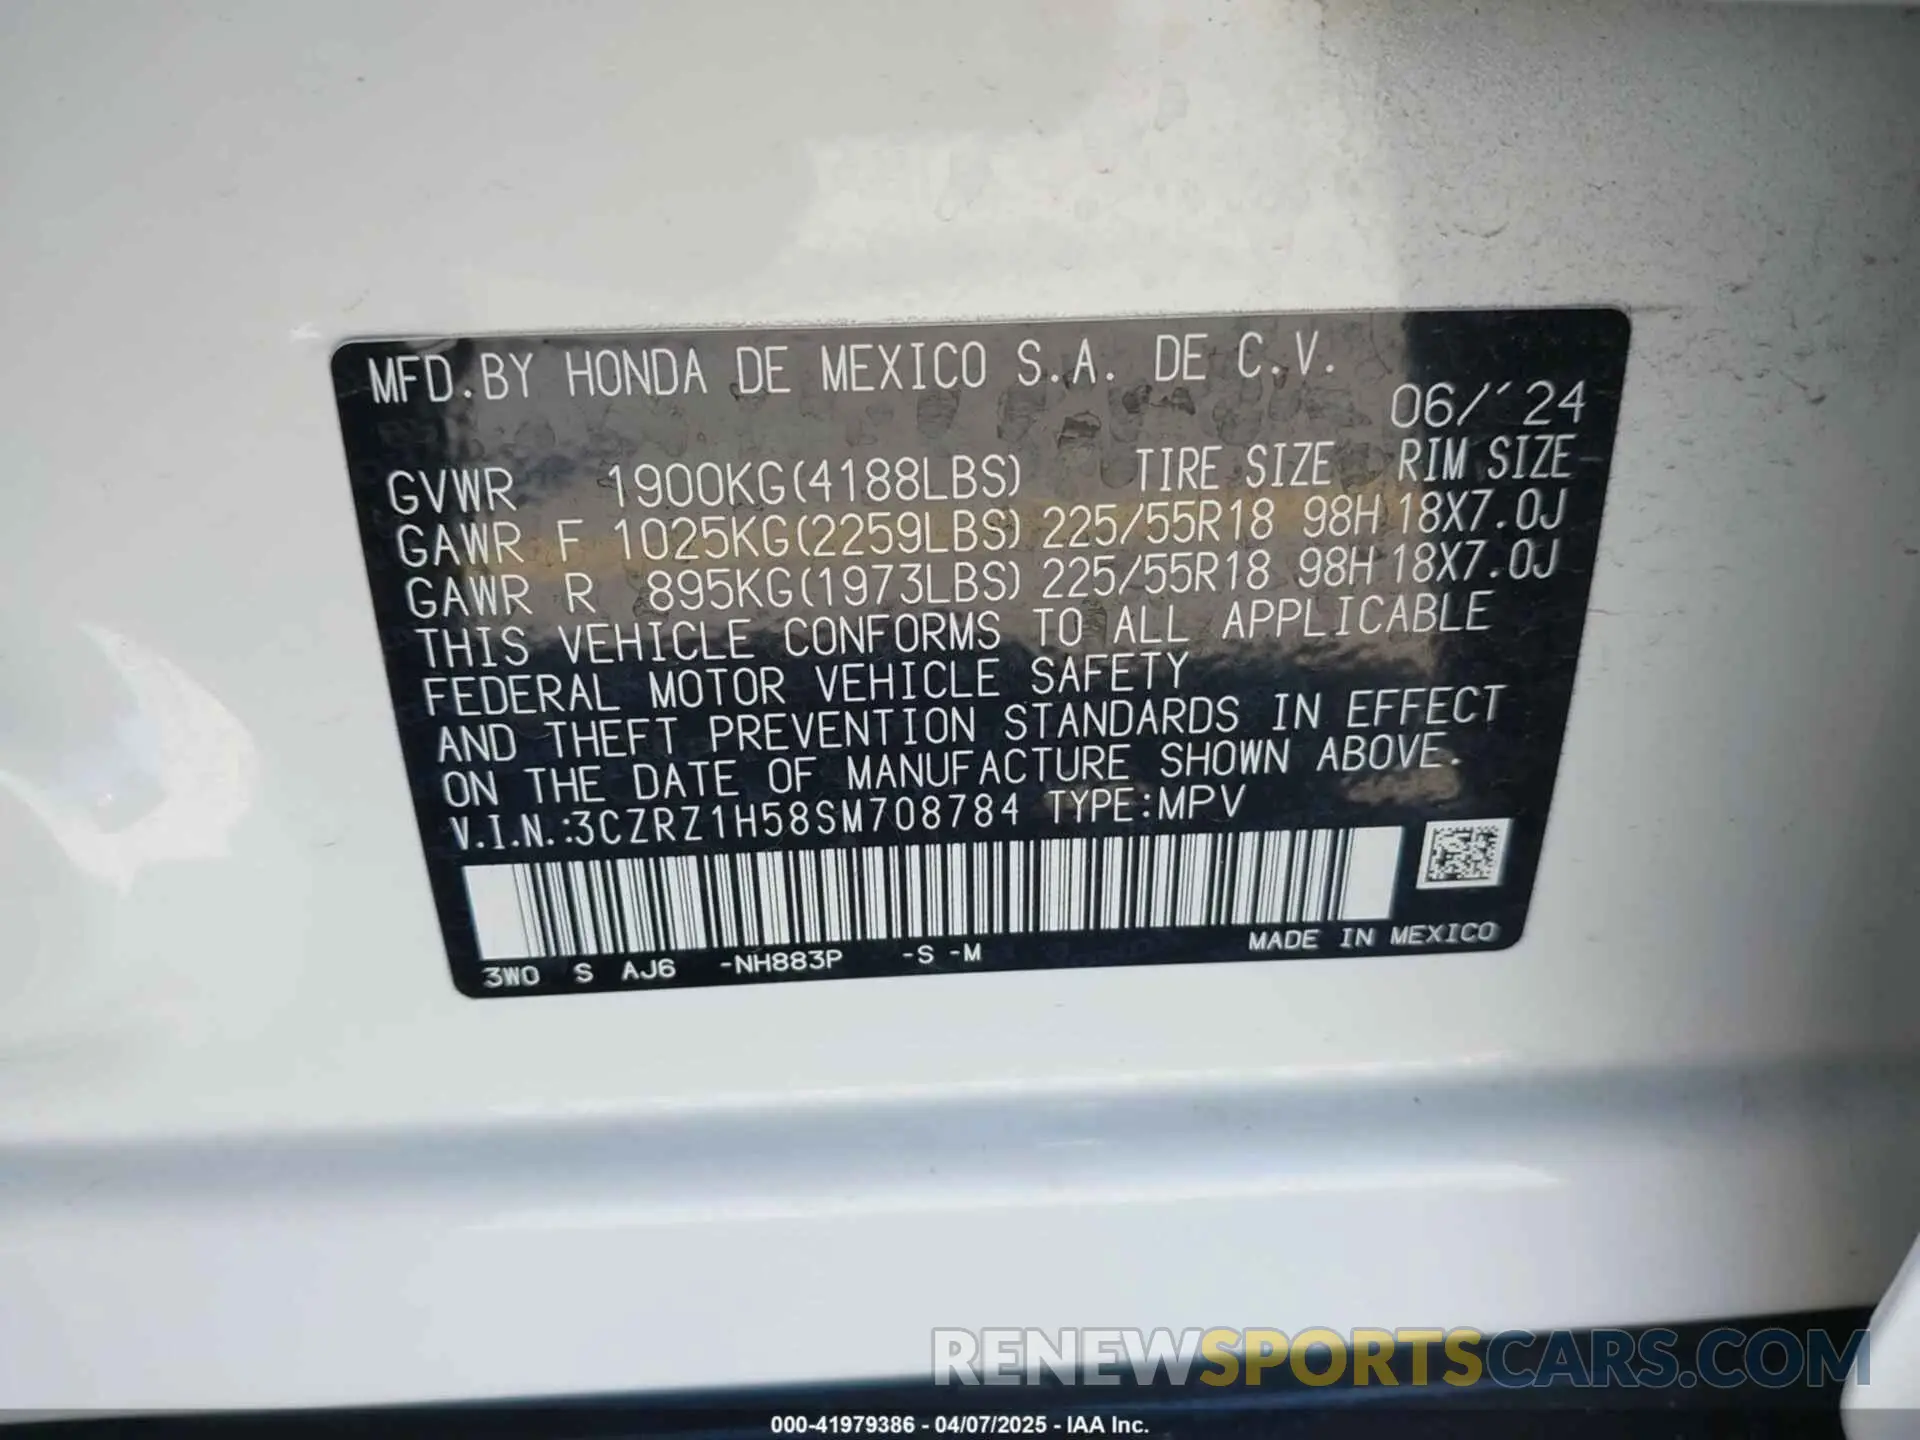 MFD.BY HONDA DE MEXICO S.A. DE C.V.
06/´24
GVWR 1900KG(4188LBS) TIRE SIZE RIM SIZE
GAWR F 1025KG(2259LBS) 225/55R18 98H 18X7.0J
GAWR R 895KG(1973LBS) 225/55R18 98H 18X7.0J
THIS VEHICLE CONFORMS TO ALL APPLICABLE
FEDERAL MOTOR VEHICLE SAFETY
AND THEFT PREVENTION STANDARDS IN EFFECT
ON THE DATE OF MANUFACTURE SHOWN ABOVE.
V.I.N.:3CZRZ1H58SM708784 TYPE:MPV
3W0 S AJ6 -NH883P -S -M MADE IN MEXICO
RENEWSPORTSCARS.COM
000-41979386 - 04/07/2025 - IAA Inc.